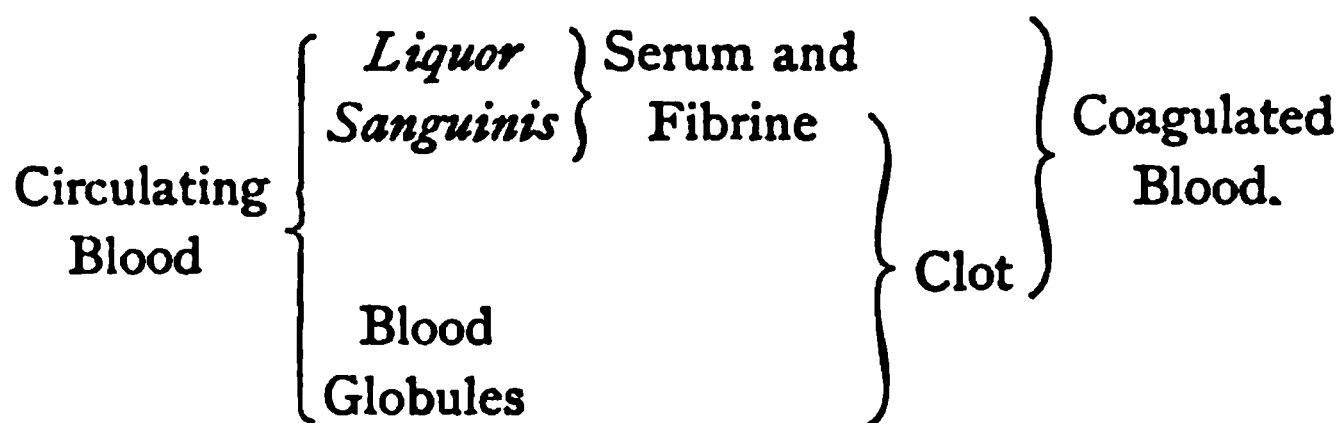 Circulating
Blood
Liquor
Sanguinis
Blood
Globules
Serum and
Fibrine
Clot
Coagulated
Blood.